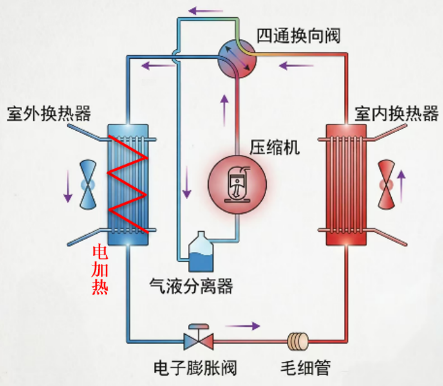 四通换向阀
室外换热器
室内换热器
压缩机
电加热
气液分离器
电子膨胀阀
毛细管